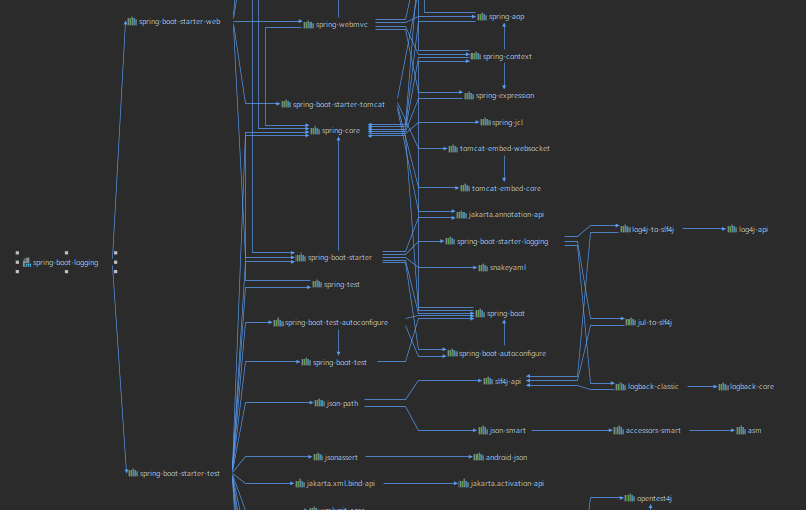 spring-boot-starter-web
spring-webmvc
spring-aop
spring-context
spring-expression
spring-boot-starter-tomcat
spring-jcl
spring-core
tomcat-embed-websocket
tomcat-embed-core
jakarta.annotation-api
log4j-to-slf4j
log4j-api
spring-boot-starter-logging
spring-boot-starter
spring-boot-logging
snakeyaml
spring-test
spring-boot
spring-boot-test-autoconfigure
jul-to-slf4j
spring-boot-autoconfigure
spring-boot-test
slf4j-api
logback-classic
logback-core
json-path
json-smart
accessors-smart
asm
jsonassert
android-json
spring-boot-starter-test
jakarta.xml.bind-api
jakarta.activation-api
opentest4j